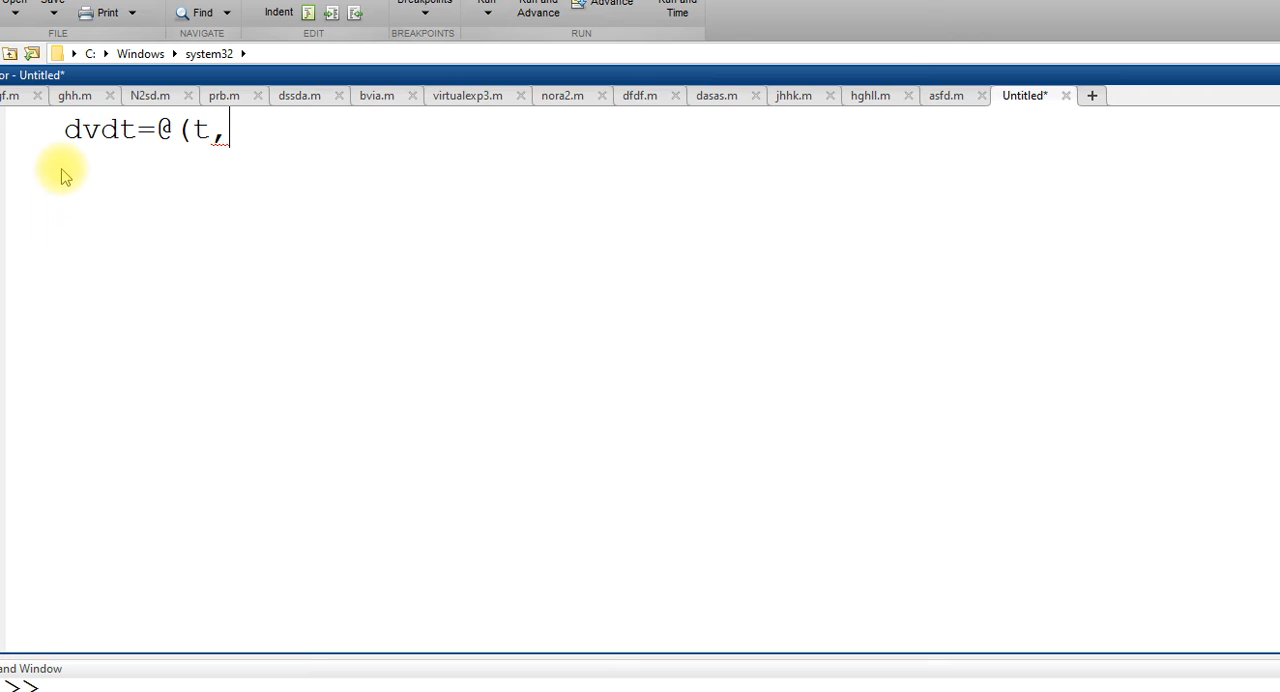 Open Save Breakpoints Run Run and Advance Run and
Print Find Indent Advance Time
FILE NAVIGATE EDIT BREAKPOINTS RUN
C: Windows system32
or - Untitled*
gf.m ghh.m N2sd.m prb.m dssda.m bvia.m virtualexp3.m nora2.m dfdf.m dasas.m jhhk.m hghll.m asfd.m Untitled* +
dvdt=@(t,
and Window
>>